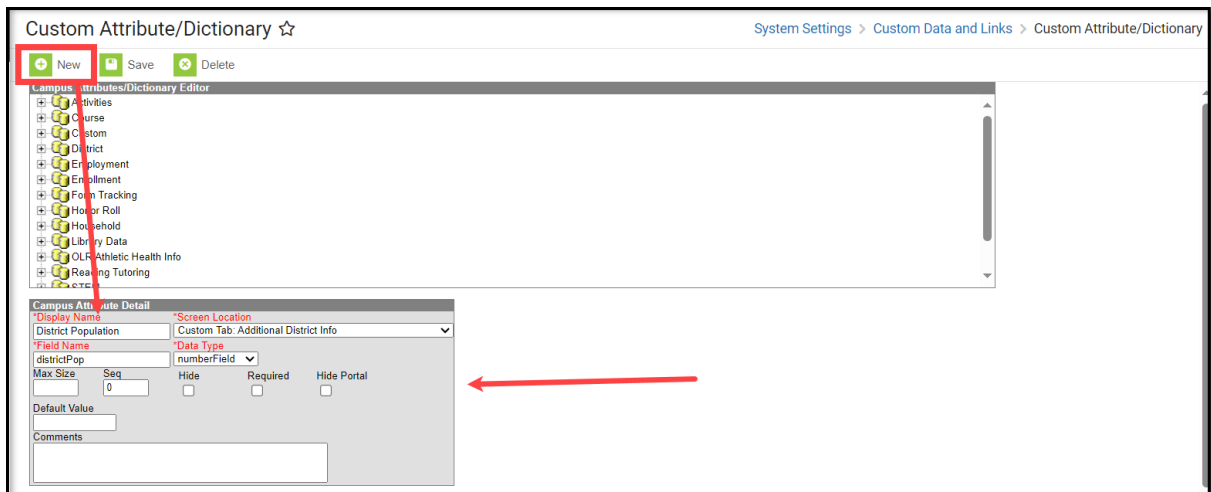 Custom Attribute/Dictionary ☆ System Settings > Custom Data and Links > Custom Attribute/Dictionary
New Save Delete
Campus Attributes/Dictionary Editor
Activities
Course
Custom
District
Employment
Enrollment
Form Tracking
Honor Roll
Household
Library Data
OLR Athletic Health Info
Reading Tutoring
STEM
Campus Attribute Detail
*Display Name *Screen Location
District Population Custom Tab: Additional District Info
*Field Name *Data Type
districtPop numberField
Max Size Seq Hide Required Hide Portal
0
Default Value
Comments